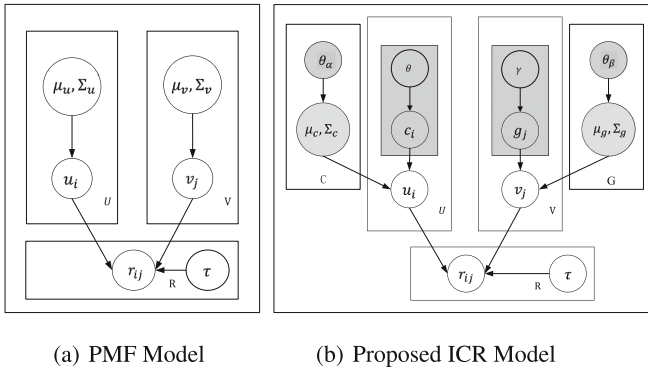 μu, Σu
μv, Σv
ui
U
vj
V
rij
R
τ
θα
θ
γ
θβ
μc, Σc
ci
gj
μg, Σg
C
ui
U
vj
V
G
rij
R
τ
(a) PMF Model
(b) Proposed ICR Model